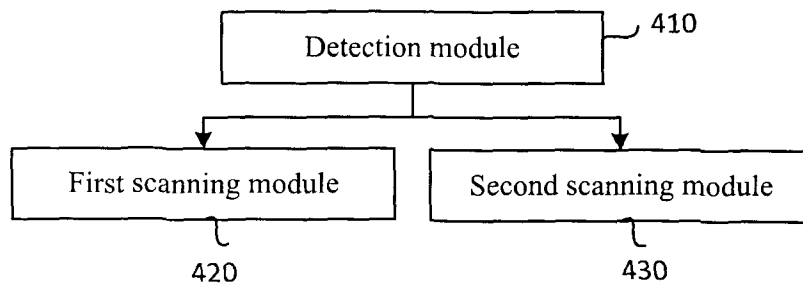 Detection module
410
First scanning module
Second scanning module
420
430